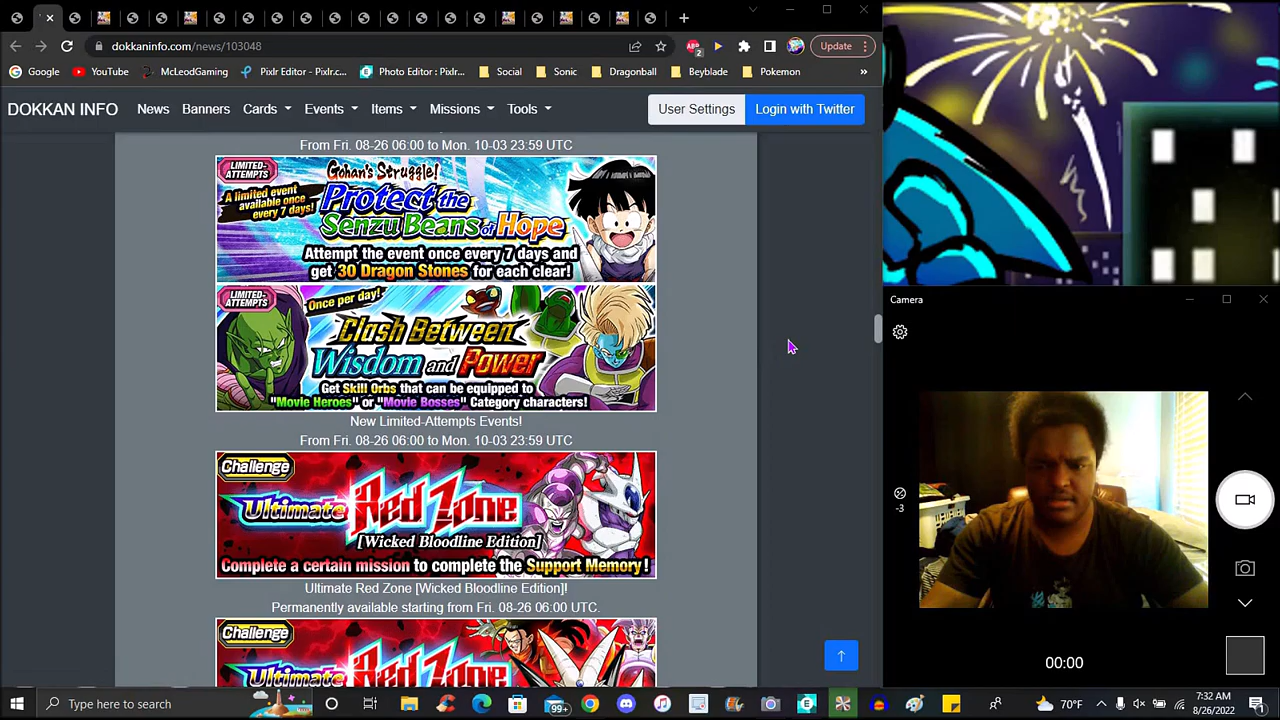 dokkaninfo.com/news/103048
2
Update
Google
YouTube
McLeodGaming
Pixlr Editor - Pixlr.c...
Photo Editor : Pixlr...
Social
Sonic
Dragonball
Beyblade
Pokemon
»
DOKKAN INFO
News
Banners
Cards
Events
Items
Missions
Tools
User Settings
Login with Twitter
From Fri. 08-26 06:00 to Mon. 10-03 23:59 UTC
LIMITED-
ATTEMPTS
A limited event
available once
every 7 days!
Gohan's Struggle!
Protect the
Senzu Beans of Hope
Attempt the event once every 7 days and
get 30 Dragon Stones for each clear!
LIMITED-
ATTEMPTS
Once per day!
Clash Between
Wisdom and Power
Get Skill Orbs that can be equipped to
"Movie Heroes" or "Movie Bosses" Category characters!
New Limited-Attempts Events!
From Fri. 08-26 06:00 to Mon. 10-03 23:59 UTC
Challenge
Ultimate Red Zone
[Wicked Bloodline Edition]
Complete a certain mission to complete the Support Memory!
Ultimate Red Zone [Wicked Bloodline Edition]!
Permanently available starting from Fri. 08-26 06:00 UTC.
Challenge
Ultimate Red Zone
Camera
-3
00:00
Type here to search
99+
70°F
7:32 AM
8/26/2022